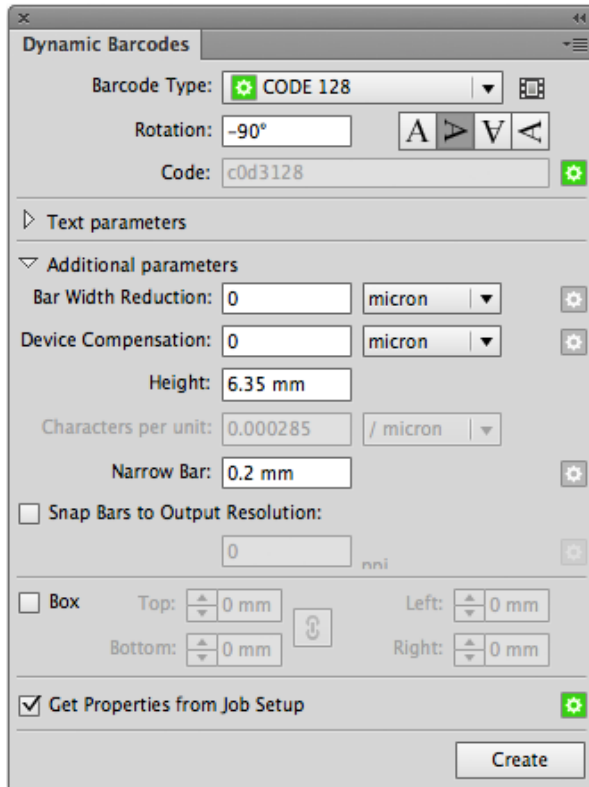 Dynamic Barcodes
Barcode Type: CODE 128
Rotation: -90° A A A A
Code: c0d3128
Text parameters
Additional parameters
Bar Width Reduction: 0 micron
Device Compensation: 0 micron
Height: 6.35 mm
Characters per unit: 0.000285 / micron
Narrow Bar: 0.2 mm
Snap Bars to Output Resolution:
0 ppi
Box Top: 0 mm Left: 0 mm
Bottom: 0 mm Right: 0 mm
Get Properties from Job Setup
Create